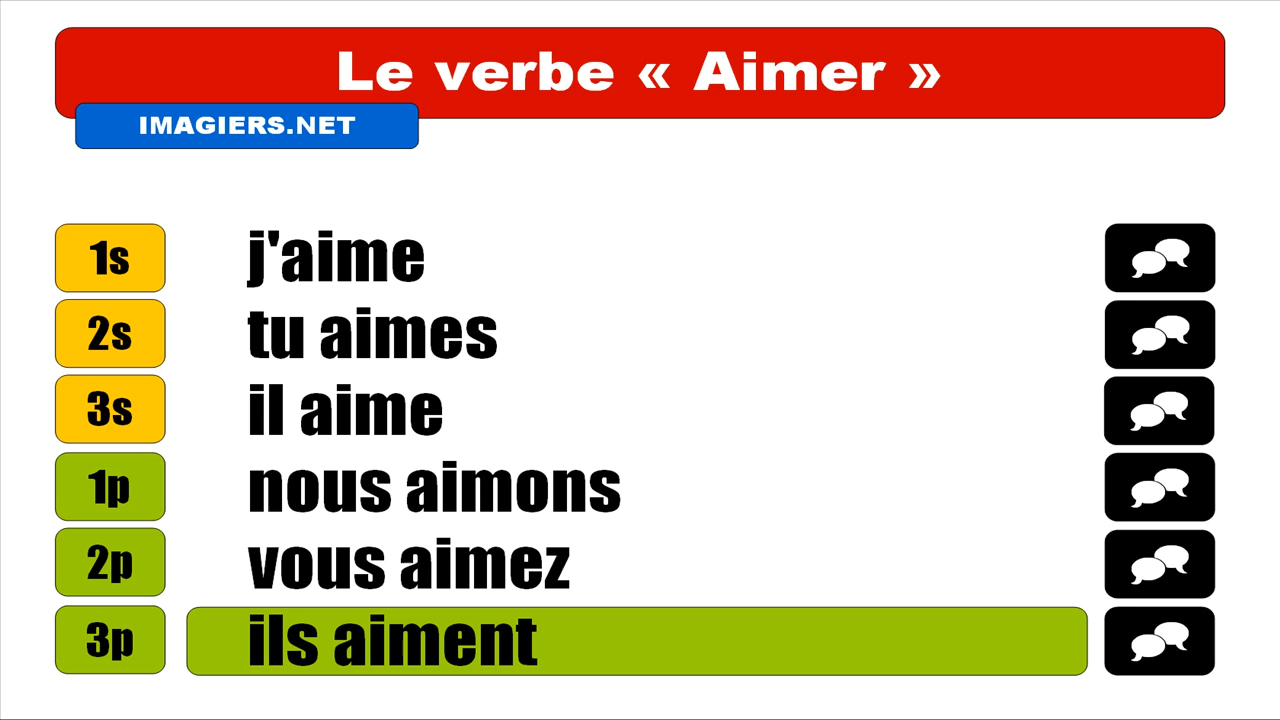 Le verbe « Aimer »
IMAGIERS.NET
1s j'aime
2s tu aimes
3s il aime
1p nous aimons
2p vous aimez
3p ils aiment